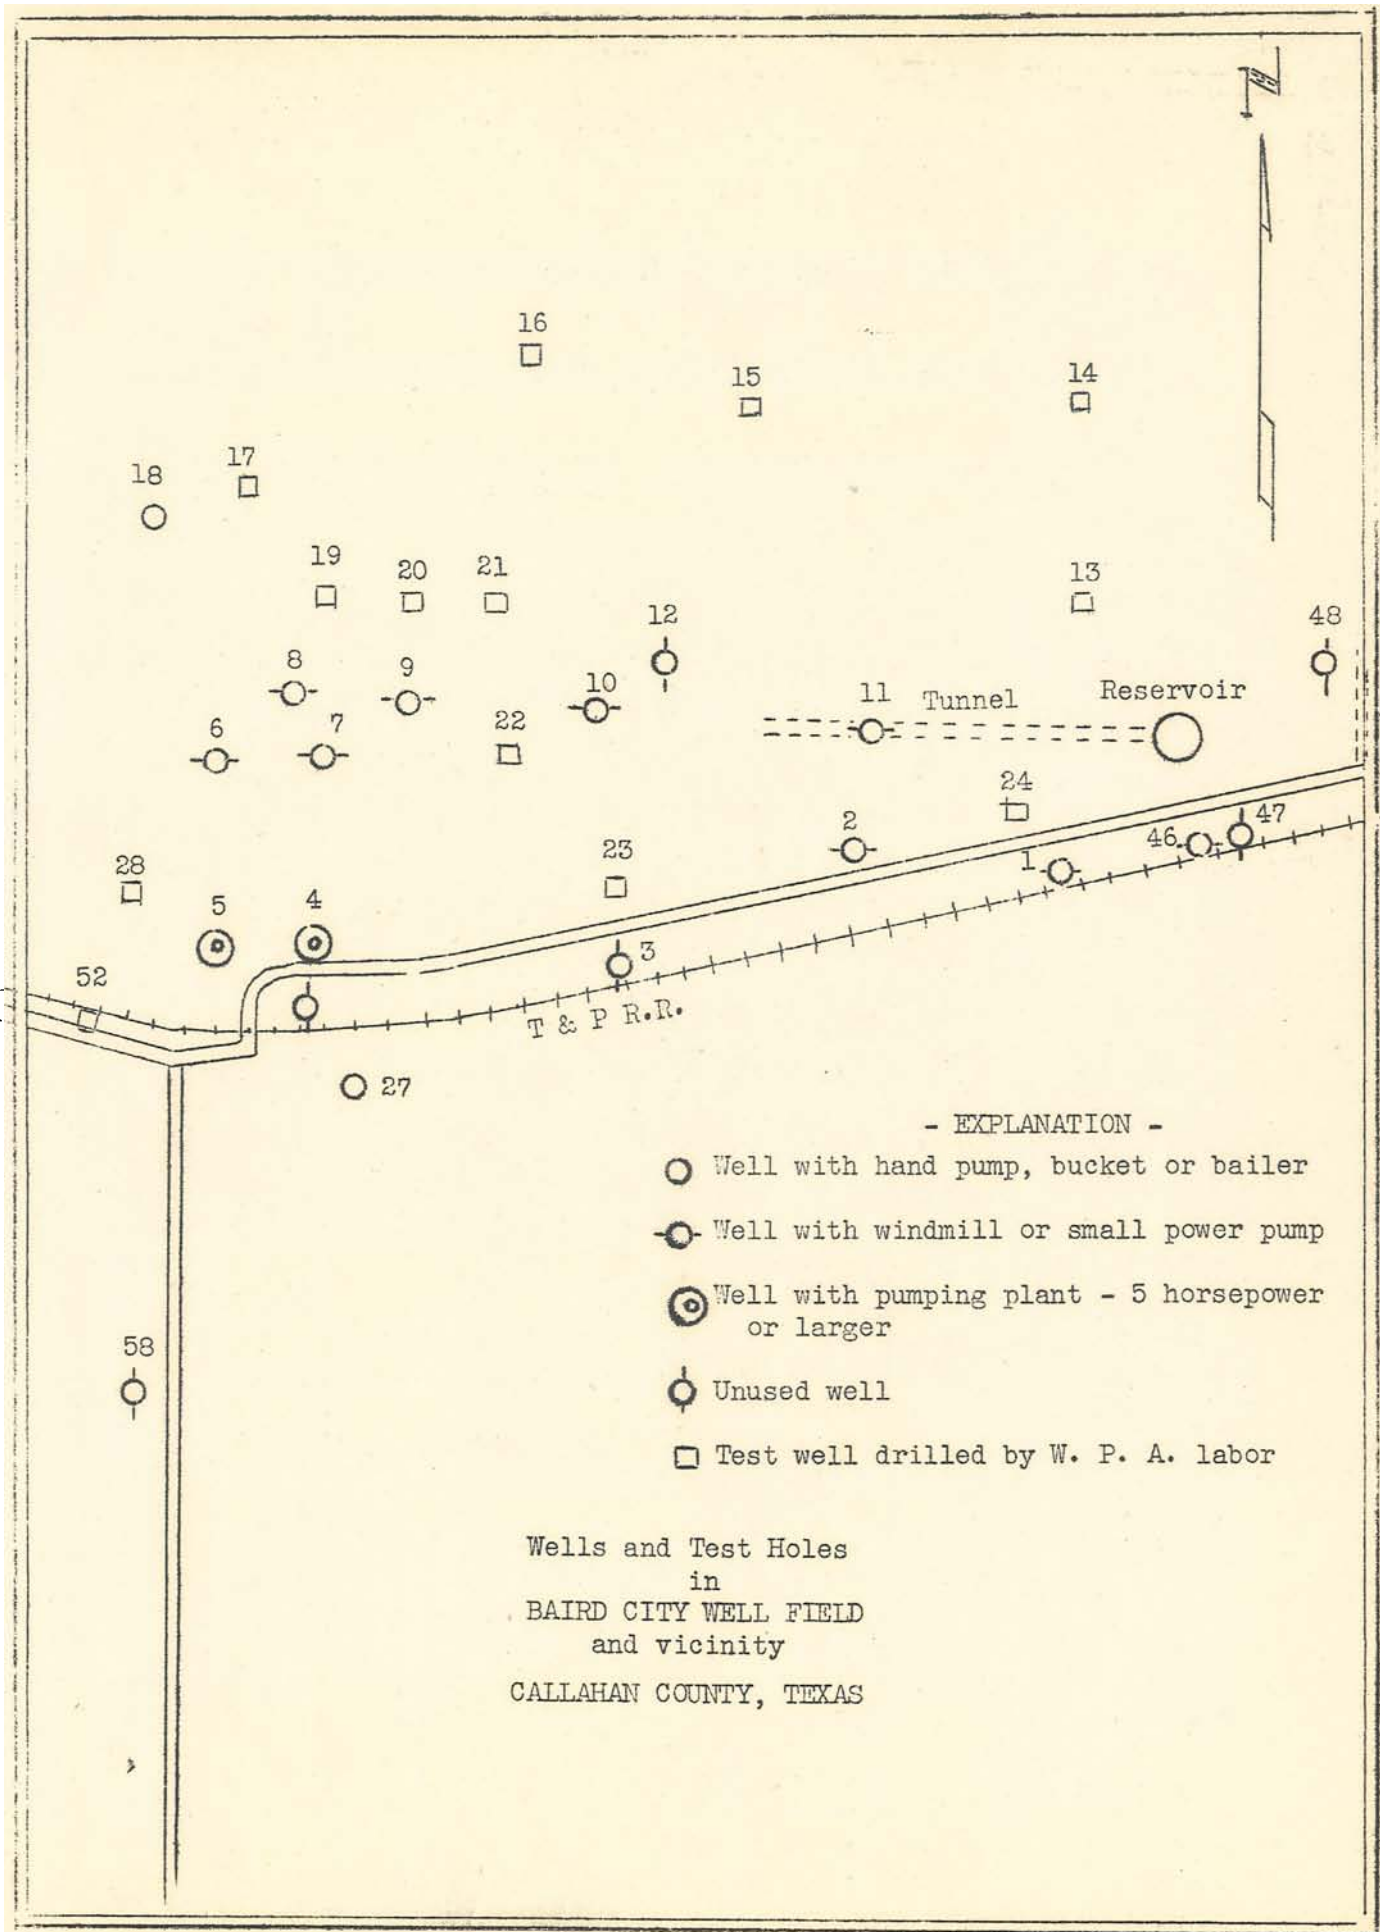 N
16
15
14
17
18
19
20
21
13
12
48
8
9
10
11
Tunnel
Reservoir
6
7
22
24
2
47
46
1
23
28
5
4
3
52
T & P R.R.
27
- EXPLANATION -
Well with hand pump, bucket or bailer
Well with windmill or small power pump
Well with pumping plant - 5 horsepower
or larger
58
Unused well
Test well drilled by W. P. A. labor
Wells and Test Holes
in
BAIRD CITY WELL FIELD
and vicinity
CALLAHAN COUNTY, TEXAS